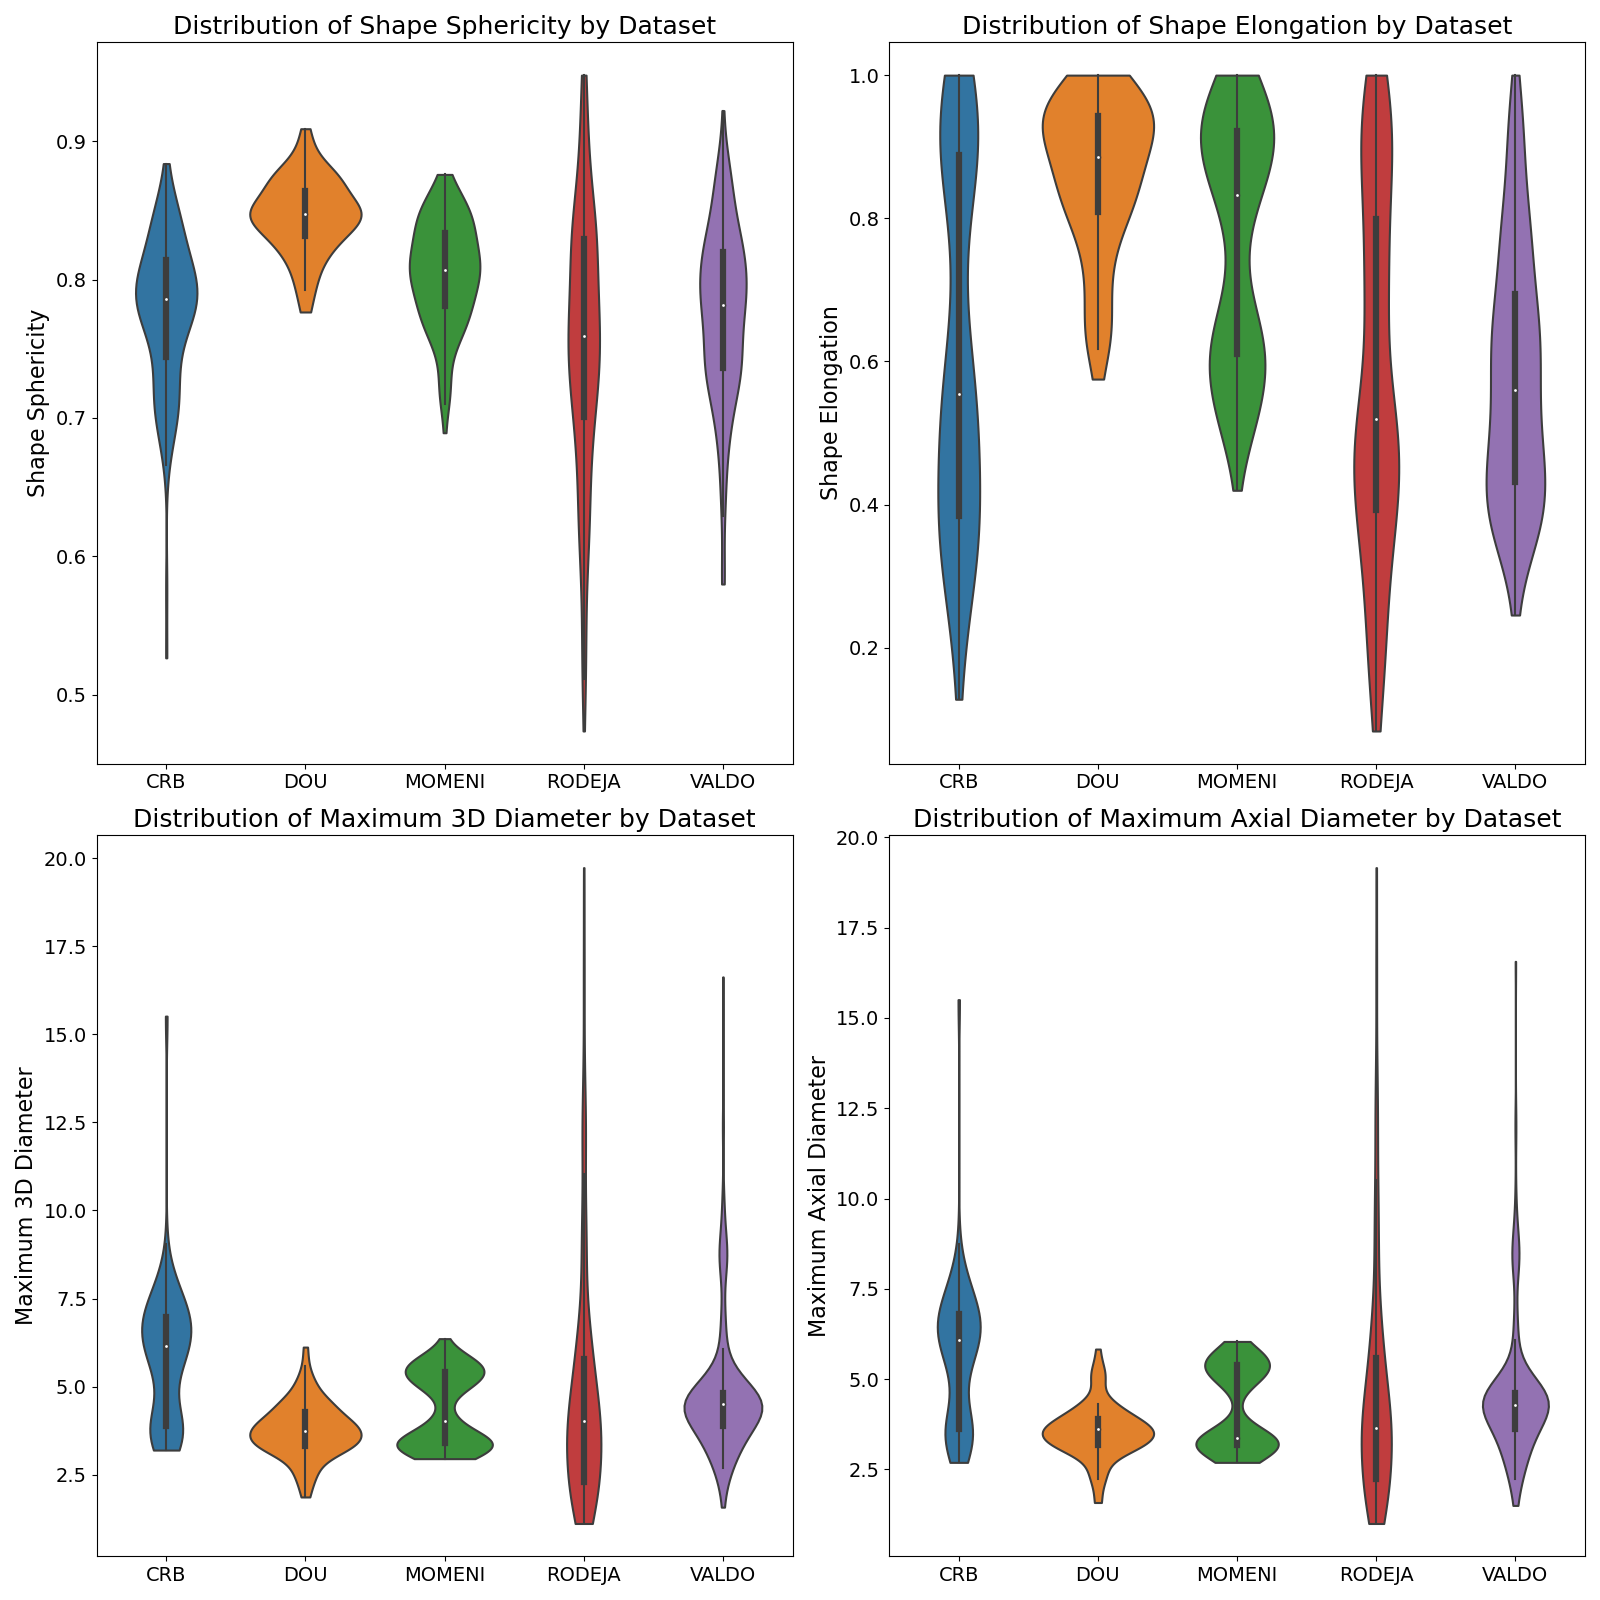 Distribution of Shape Sphericity by Dataset
Shape Sphericity
0.9
0.8
0.7
0.6
0.5
CRB DOU MOMENI RODEJA VALDO
Distribution of Shape Elongation by Dataset
Shape Elongation
1.0
0.8
0.6
0.4
0.2
CRB DOU MOMENI RODEJA VALDO
Distribution of Maximum 3D Diameter by Dataset
Maximum 3D Diameter
20.0
17.5
15.0
12.5
10.0
7.5
5.0
2.5
CRB DOU MOMENI RODEJA VALDO
Distribution of Maximum Axial Diameter by Dataset
Maximum Axial Diameter
20.0
17.5
15.0
12.5
10.0
7.5
5.0
2.5
CRB DOU MOMENI RODEJA VALDO